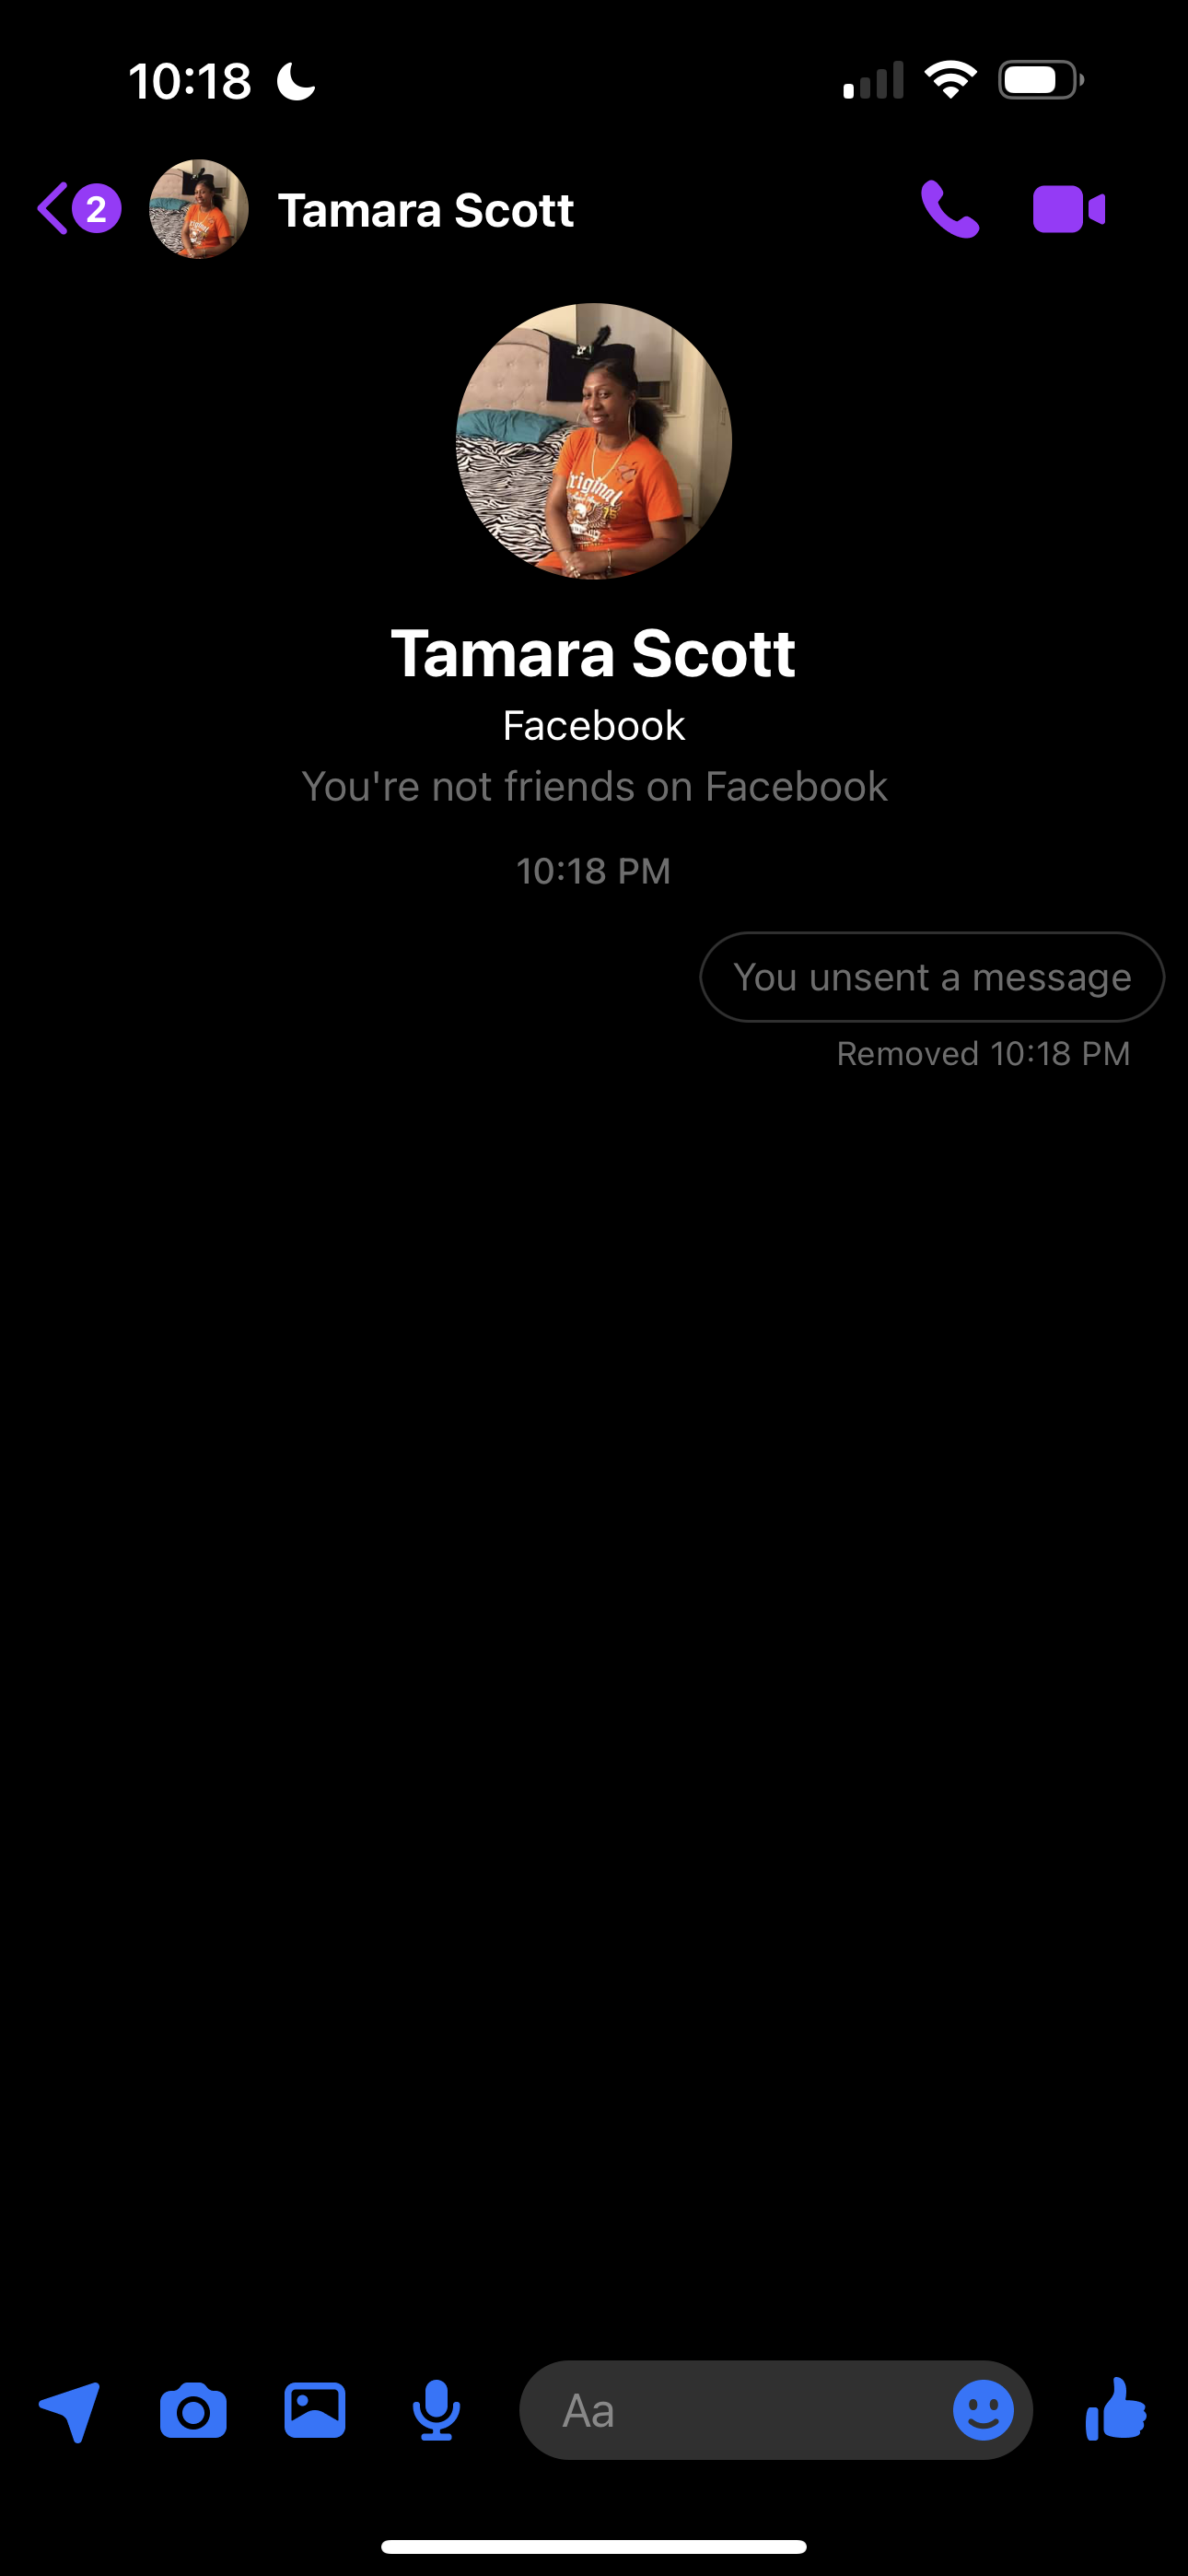 10:18
2
Tamara Scott
riginal
Tamara Scott
Facebook
You're not friends on Facebook
10:18 PM
You unsent a message
Removed 10:18 PM
Aa